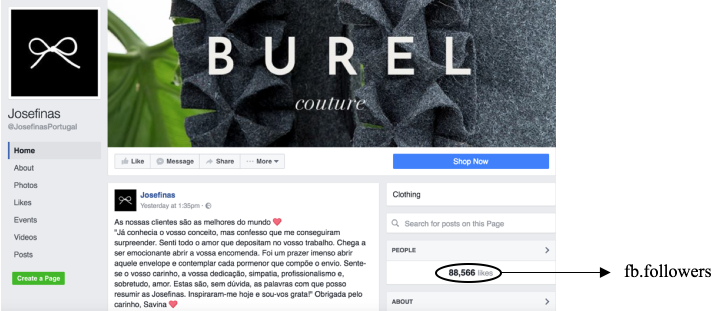 BUREL
couture
Josefinas
@JosefinasPortugal
Home
About
Photos
Likes
Events
Videos
Posts
Create a Page
Like
Message
Share
··· More
Shop Now
Josefinas
Yesterday at 1:35pm ·
As nossas clientes são as melhores do mundo ❤
"Já conhecia o vosso conceito, mas confesso que me conseguiram
surpreender. Senti todo o amor que depositam no vosso trabalho. Chega a
ser emocionante abrir a vossa encomenda. Foi um prazer imenso abrir
aquele envelope e contemplar cada pormenor que compõe o envio. Sente-
se o vosso carinho, a vossa dedicação, simpatia, profissionalismo e,
sobretudo, amor. Estas são, sem dúvida, as palavras com que posso
resumir as Josefinas. Inspiraram-me hoje e sou-vos grata!" Obrigada pelo
carinho, Savina ❤
Clothing
Search for posts on this Page
PEOPLE
88,566 likes
ABOUT
fb.followers